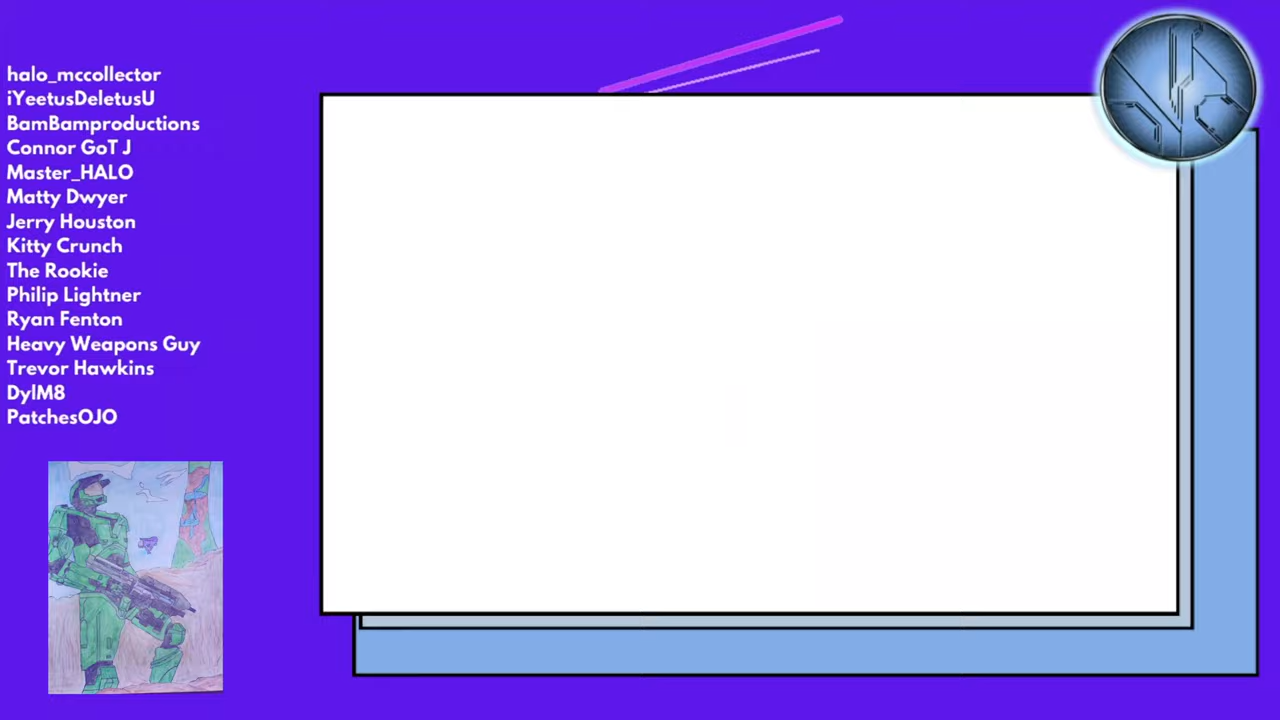 halo_mccollector
iYeetusDeletusU
BamBamproductions
Connor GoT J
Master_HALO
Matty Dwyer
Jerry Houston
Kitty Crunch
The Rookie
Philip Lightner
Ryan Fenton
Heavy Weapons Guy
Trevor Hawkins
DylM8
PatchesOJO